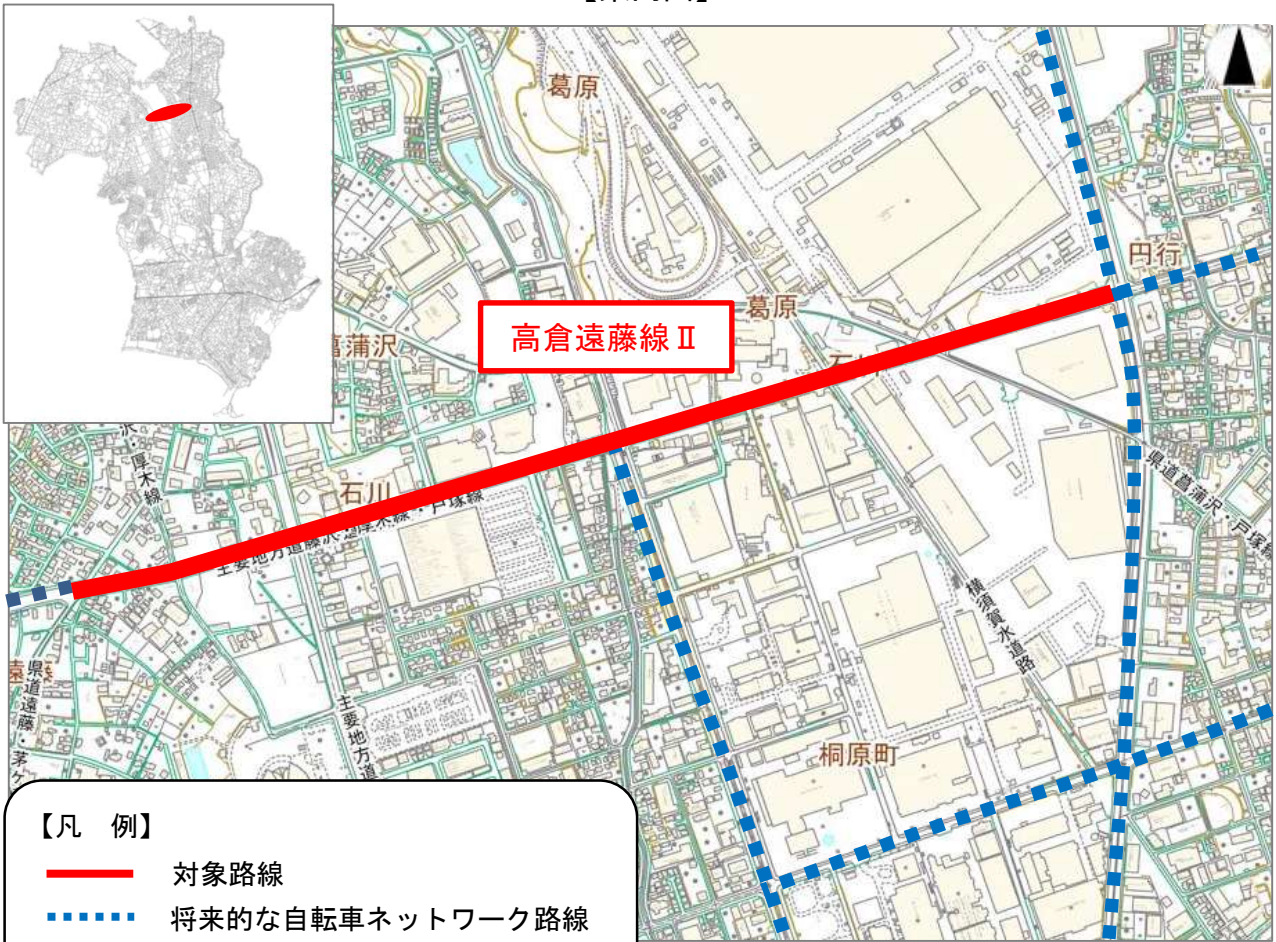 葛原
円行
高倉遠藤線Ⅱ
葛原
菖蒲沢
石川
主要地方道藤沢・厚木線・戸塚線
県道菖蒲沢・戸塚線
横須賀水道路
県道遠藤・茅ケ
主要地方道
桐原町
【凡　例】
対象路線
将来的な自転車ネットワーク路線